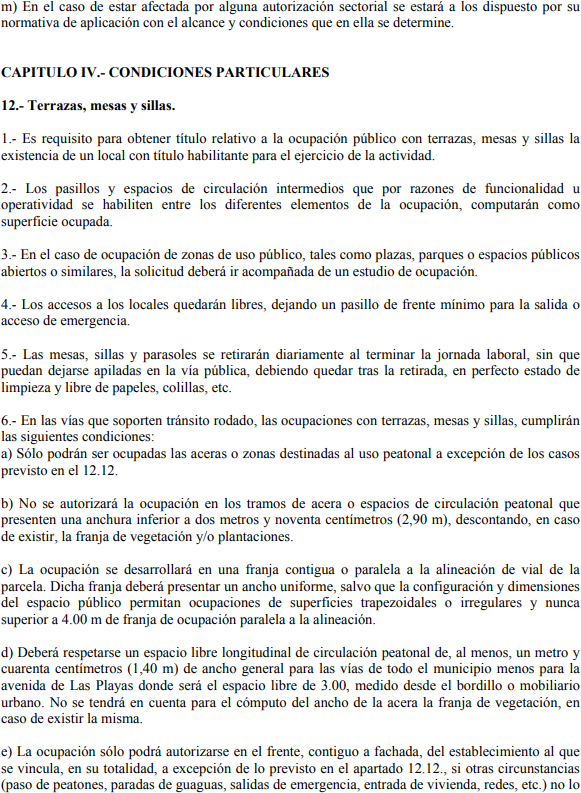 m) En el caso de estar afectada por alguna autorización sectorial se estará a los dispuesto por su
normativa de aplicación con el alcance y condiciones que en ella se determine.
CAPITULO IV.- CONDICIONES PARTICULARES
12.- Terrazas, mesas y sillas.
1.- Es requisito para obtener título relativo a la ocupación público con terrazas, mesas y sillas la
existencia de un local con título habilitante para el ejercicio de la actividad.
2.- Los pasillos y espacios de circulación intermedios que por razones de funcionalidad u
operatividad se habiliten entre los diferentes elementos de la ocupación, computarán como
superficie ocupada.
3.- En el caso de ocupación de zonas de uso público, tales como plazas, parques o espacios públicos
abiertos o similares, la solicitud deberá ir acompañada de un estudio de ocupación.
4.- Los accesos a los locales quedarán libres, dejando un pasillo de frente mínimo para la salida o
acceso de emergencia.
5.- Las mesas, sillas y parasoles se retirarán diariamente al terminar la jornada laboral, sin que
puedan dejarse apiladas en la vía pública, debiendo quedar tras la retirada, en perfecto estado de
limpieza y libre de papeles, colillas, etc.
6.- En las vías que soporten tránsito rodado, las ocupaciones con terrazas, mesas y sillas, cumplirán
las siguientes condiciones:
a) Sólo podrán ser ocupadas las aceras o zonas destinadas al uso peatonal a excepción de los casos
previsto en el 12.12.
b) No se autorizará la ocupación en los tramos de acera o espacios de circulación peatonal que
presenten una anchura inferior a dos metros y noventa centímetros (2,90 m), descontando, en caso
de existir, la franja de vegetación y/o plantaciones.
c) La ocupación se desarrollará en una franja contigua o paralela a la alineación de vial de la
parcela. Dicha franja deberá presentar un ancho uniforme, salvo que la configuración y dimensiones
del espacio público permitan ocupaciones de superficies trapezoidales o irregulares y nunca
superior a 4.00 m de franja de ocupación paralela a la alineación.
d) Deberá respetarse un espacio libre longitudinal de circulación peatonal de, al menos, un metro y
cuarenta centímetros (1,40 m) de ancho general para las vías de todo el municipio menos para la
avenida de Las Playas donde será el espacio libre de 3.00, medido desde el bordillo o mobiliario
urbano. No se tendrá en cuenta para el cómputo del ancho de la acera la franja de vegetación, en
caso de existir la misma.
e) La ocupación sólo podrá autorizarse en el frente, contiguo a fachada, del establecimiento al que
se vincula, en su totalidad, a excepción de lo previsto en el apartado 12.12., si otras circunstancias
(paso de peatones, paradas de guaguas, salidas de emergencia, entrada de vivienda, redes, etc.) no lo